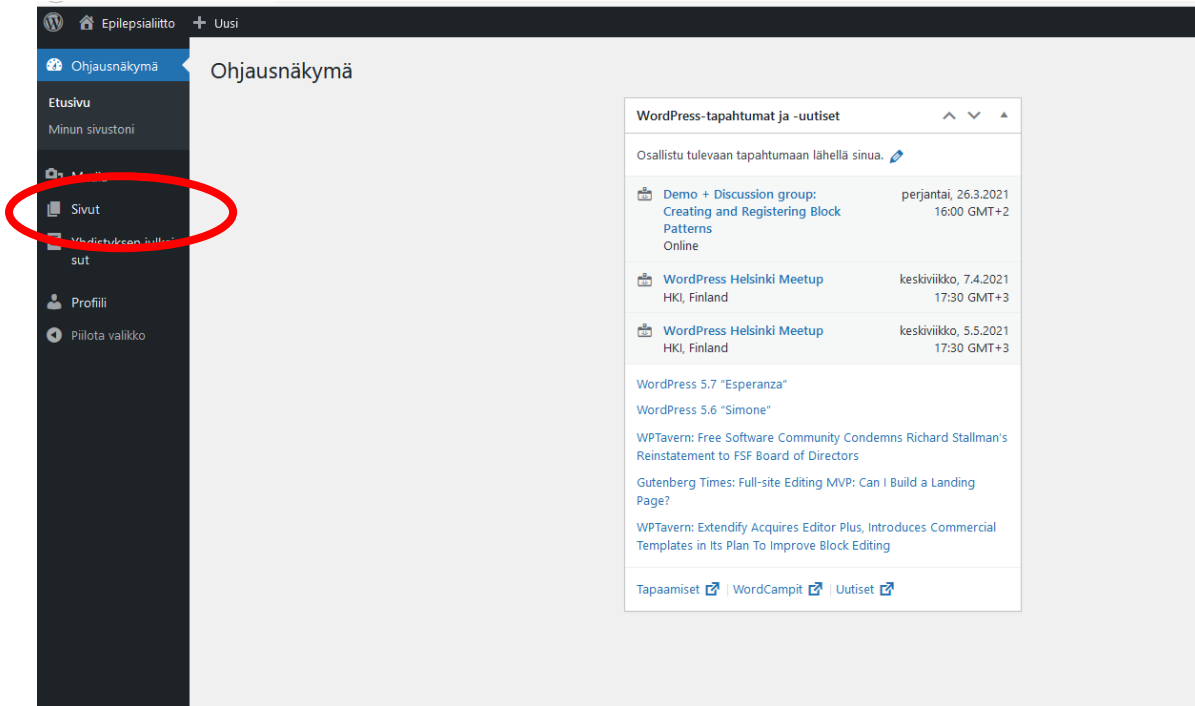 Epilepsialiitto + Uusi
Ohjausnäkymä
Etusivu
Minun sivustoni
Media
Sivut
Yhdistyksen julkai
sut
Profiili
Piilota valikko
Ohjausnäkymä
WordPress-tapahtumat ja -uutiset
Osallistu tulevaan tapahtumaan lähellä sinua.
Demo + Discussion group: perjantai, 26.3.2021
Creating and Registering Block 16:00 GMT+2
Patterns
Online
WordPress Helsinki Meetup keskiviikko, 7.4.2021
HKI, Finland 17:30 GMT+3
WordPress Helsinki Meetup keskiviikko, 5.5.2021
HKI, Finland 17:30 GMT+3
WordPress 5.7 “Esperanza”
WordPress 5.6 “Simone”
WPTavern: Free Software Community Condemns Richard Stallman's
Reinstatement to FSF Board of Directors
Gutenberg Times: Full-site Editing MVP: Can I Build a Landing
Page?
WPTavern: Extendify Acquires Editor Plus, Introduces Commercial
Templates in Its Plan To Improve Block Editing
Tapaamiset | WordCampit | Uutiset